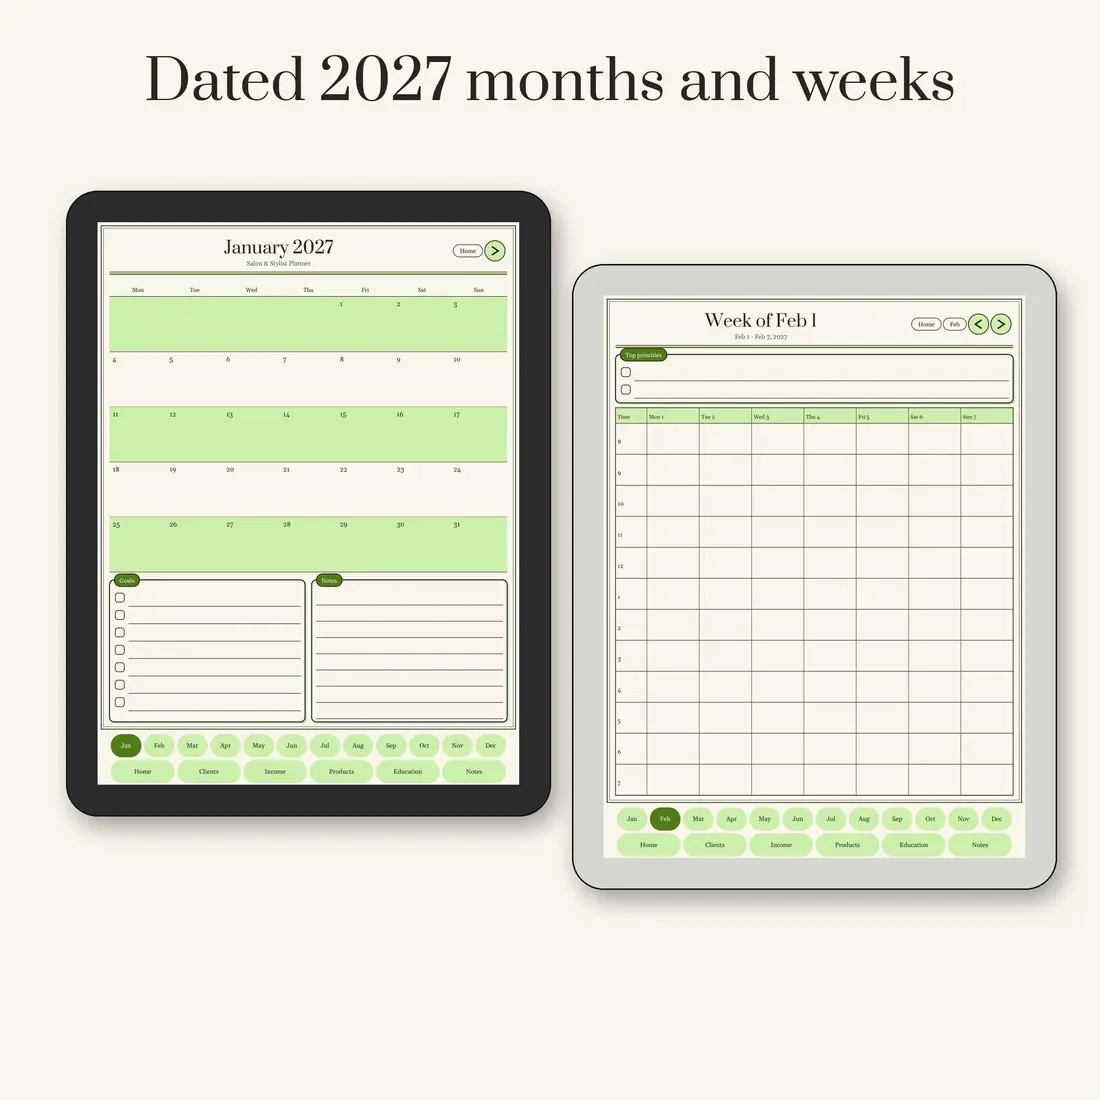 Dated 2027 months and weeks
January 2027
Salon & Stylist Planner
Home >
Mon Tue Wed Thu Fri Sat Sun
1 2 3
4 5 6 7 8 9 10
11 12 13 14 15 16 17
18 19 20 21 22 23 24
25 26 27 28 29 30 31
Goals
Notes
Jan Feb Mar Apr May Jun Jul Aug Sep Oct Nov Dec
Home Clients Income Products Education Notes
Week of Feb 1
Feb 1 - Feb 7, 2027
Home Feb < >
Top priorities
Time Mon 1 Tue 2 Wed 3 Thu 4 Fri 5 Sat 6 Sun 7
8
9
10
11
12
1
2
3
4
5
6
7
Jan Feb Mar Apr May Jun Jul Aug Sep Oct Nov Dec
Home Clients Income Products Education Notes